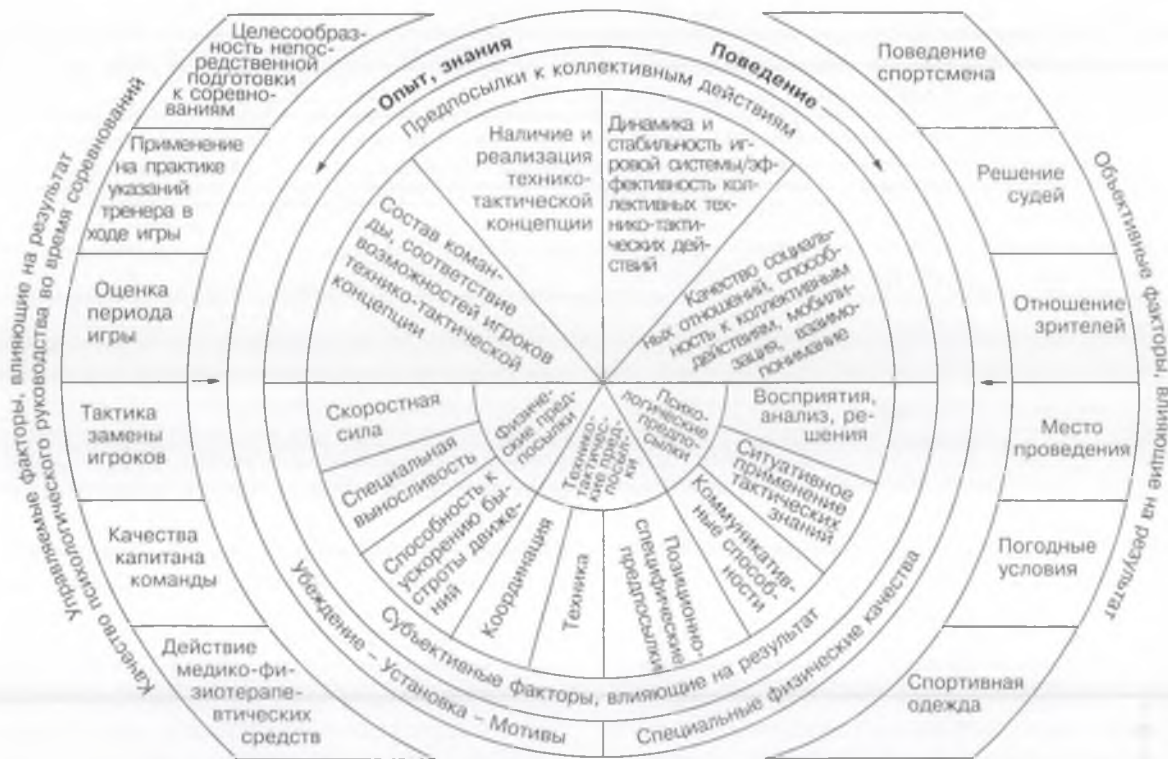 Управляемые факторы, влияющие на результат
Качество психологического руководства во время соревнований
Целесообраз-
ность непос-
редственной
подготовки
к соревно-
ваниям
Применение
на практике
указаний
тренера в
ходе игры
Оценка
периода
игры
Тактика
замены
игроков
Качества
капитана
команды
Действие
медико-фи-
зиотерапе-
втических
средств
Опыт, знания
Поведение
Предпосылки к коллективным действиям
Состав коман-
ды, соответствие
возможностей игроков
технико-тактической
концепции
Наличие и
реализация
технико-
тактической
концепции
Динамика и
стабильность иг-
ровой системы/эф-
фективность кол-
лективных тех-
нико-такти-
ческих дей-
ствий
Качество социаль-
ных отношений, способ-
ность к коллективным
действиям, мобили-
зация, взаимо-
понимание
Физиче-
ские пред-
посылки
Технико-
тактичес-
кие пред-
посыл-
ки
Психо-
логические
предпо-
сылки
Скоростная
сила
Специальная
выносливость
Способность к
ускорению бы-
строты движе-
ний
Координация
Техника
Позиционно-
специфические
предпосылки
Коммуникатив-
ные способ-
ности
Ситуативное
применение
тактических
знаний
Восприятия,
анализ, ре-
шения
Субъективные факторы, влияющие на результат
Убеждение – Установка – Мотивы
Специальные физические качества
Поведение
спортсмена
Решение
судей
Отношение
зрителей
Место
проведения
Погодные
условия
Спортивная
одежда
Объективные факторы, влияющие на результат